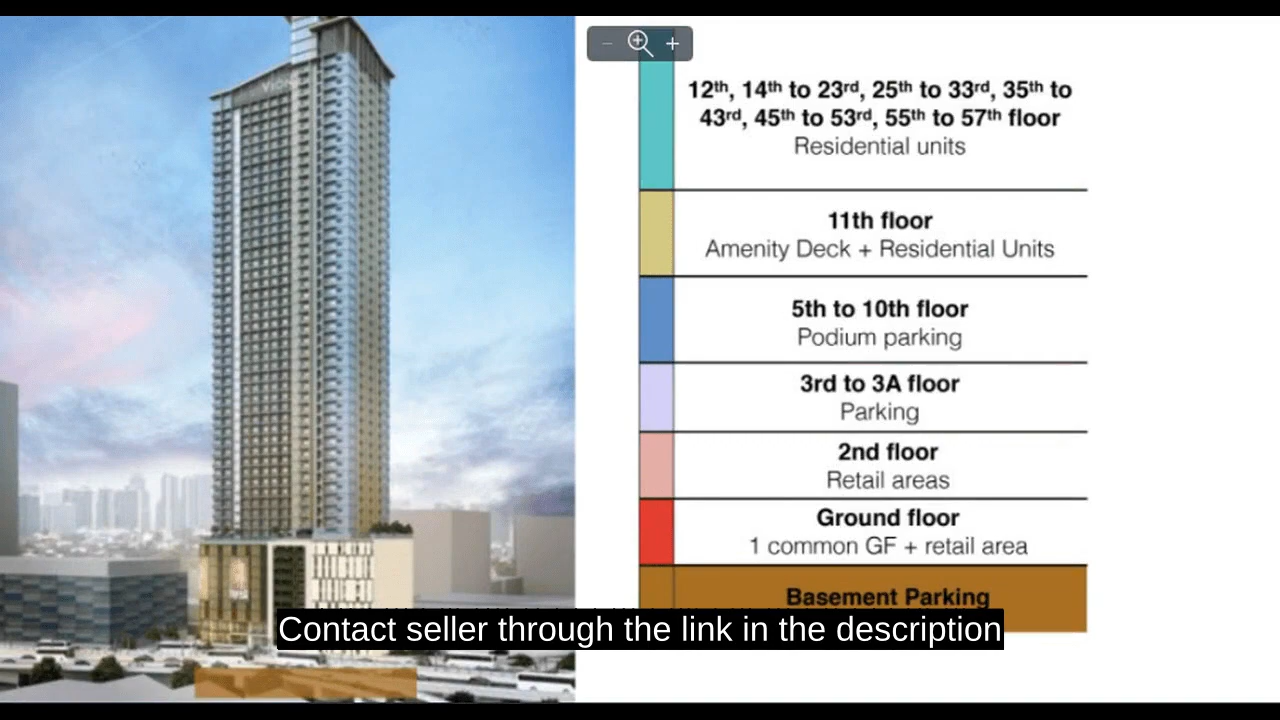 12th, 14th to 23rd, 25th to 33rd, 35th to
43rd, 45th to 53rd, 55th to 57th floor
Residential units
11th floor
Amenity Deck + Residential Units
5th to 10th floor
Podium parking
3rd to 3A floor
Parking
2nd floor
Retail areas
Ground floor
1 common GF + retail area
Basement Parking
Contact seller through the link in the description